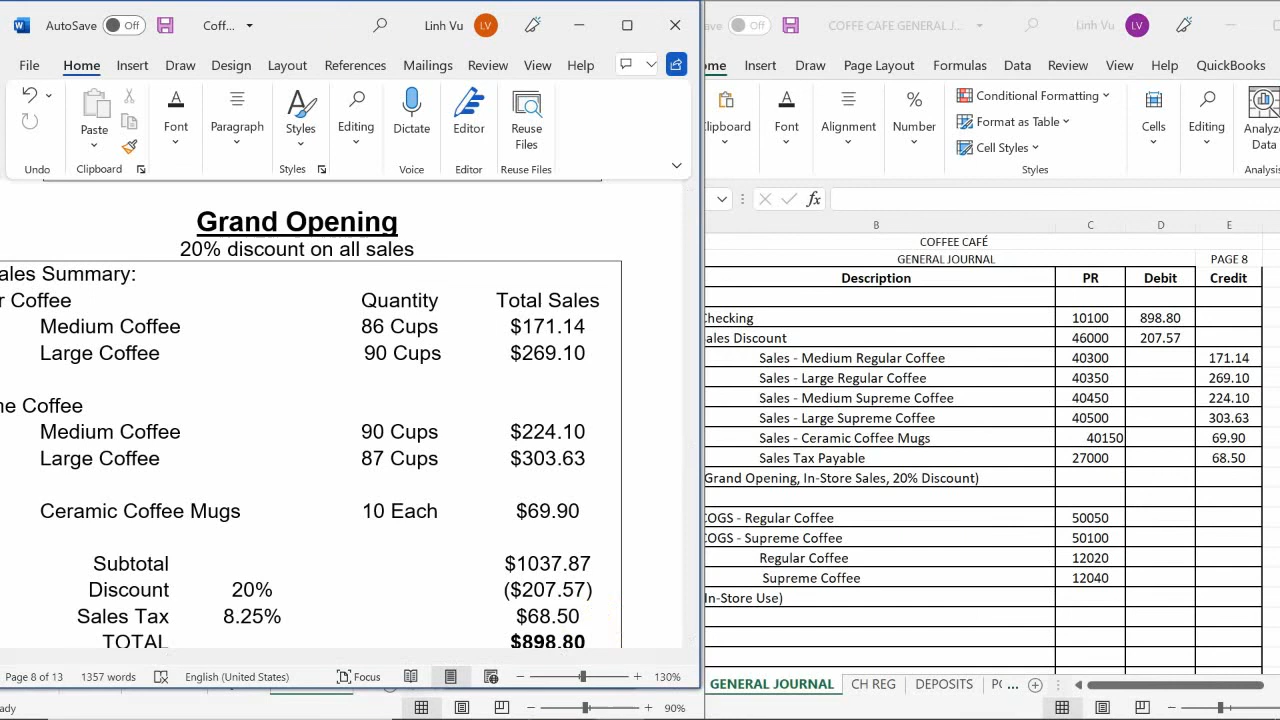 AutoSave Off Coff... Linh Vu LV
File Home Insert Draw Design Layout References Mailings Review View Help
Paste Font Paragraph Styles Editing Dictate Editor Reuse Files
Undo Clipboard Styles Voice Editor Reuse Files
Grand Opening
20% discount on all sales
ales Summary:
r Coffee Quantity Total Sales
Medium Coffee 86 Cups $171.14
Large Coffee 90 Cups $269.10
me Coffee
Medium Coffee 90 Cups $224.10
Large Coffee 87 Cups $303.63
Ceramic Coffee Mugs 10 Each $69.90
Subtotal $1037.87
Discount 20% ($207.57)
Sales Tax 8.25% $68.50
TOTAL $898.80
Page 8 of 13 1357 words English (United States) Focus 130%
ady 90%
ave Off COFFE CAFE GENERAL J... Linh Vu LV
ome Insert Draw Page Layout Formulas Data Review View Help QuickBooks
lipboard Font Alignment Number Conditional Formatting Format as Table Cell Styles Cells Editing Analyze Data
Styles Analysis
fx
B C D E
COFFEE CAFÉ
GENERAL JOURNAL PAGE 8
Description PR Debit Credit
Checking 10100 898.80
ales Discount 46000 207.57
Sales - Medium Regular Coffee 40300 171.14
Sales - Large Regular Coffee 40350 269.10
Sales - Medium Supreme Coffee 40450 224.10
Sales - Large Supreme Coffee 40500 303.63
Sales - Ceramic Coffee Mugs 40150 69.90
Sales Tax Payable 27000 68.50
Grand Opening, In-Store Sales, 20% Discount)
COGS - Regular Coffee 50050
COGS - Supreme Coffee 50100
Regular Coffee 12020
Supreme Coffee 12040
In-Store Use)
GENERAL JOURNAL CH REG DEPOSITS PO ...